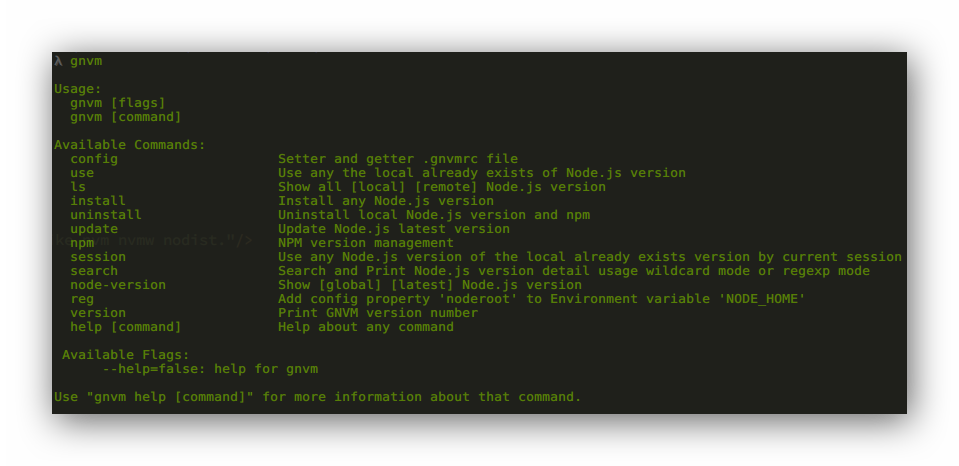 λ gnvm
Usage:
gnvm [flags]
gnvm [command]
Available Commands:
config Setter and getter .gnvmrc file
use Use any the local already exists of Node.js version
ls Show all [local] [remote] Node.js version
install Install any Node.js version
uninstall Uninstall local Node.js version and npm
update Update Node.js latest version
npm NPM version management
nvmw nodist."/>
session Use any Node.js version of the local already exists version by current session
search Search and Print Node.js version detail usage wildcard mode or regexp mode
node-version Show [global] [latest] Node.js version
reg Add config property 'noderoot' to Environment variable 'NODE_HOME'
version Print GNVM version number
help [command] Help about any command
Available Flags:
--help=false: help for gnvm
Use "gnvm help [command]" for more information about that command.